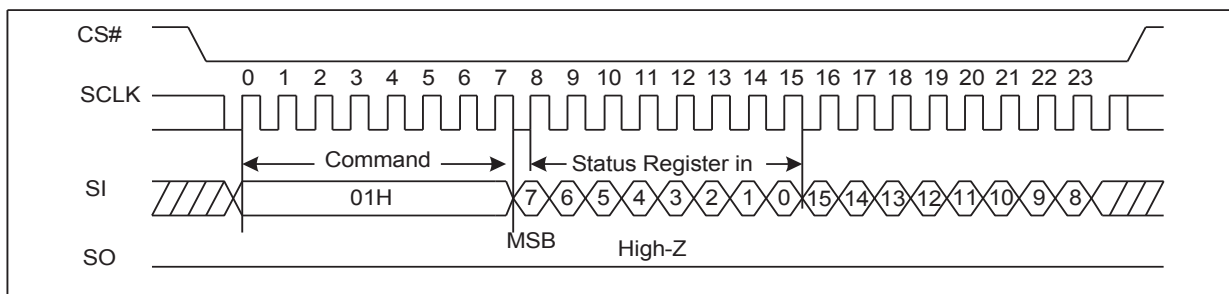 CS#
0 1 2 3 4 5 6 7 8 9 10 11 12 13 14 15 16 17 18 19 20 21 22 23
SCLK
Command Status Register in
SI 01H 7 6 5 4 3 2 1 0 15 14 13 12 11 10 9 8
MSB High-Z
SO